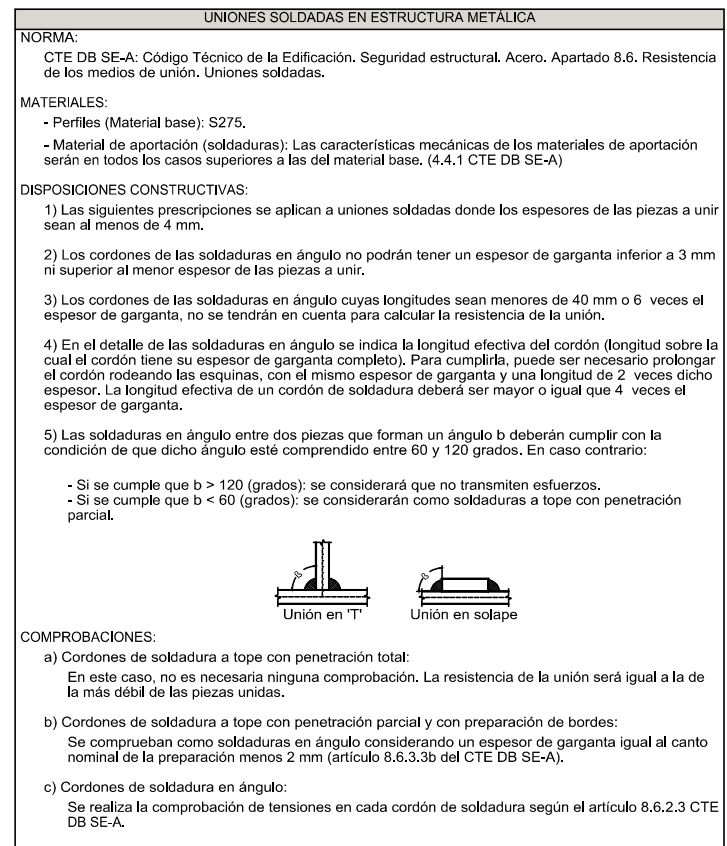 UNIONES SOLDADAS EN ESTRUCTURA METÁLICA
NORMA:
CTE DB SE-A: Código Técnico de la Edificación. Seguridad estructural. Acero. Apartado 8.6. Resistencia
de los medios de unión. Uniones soldadas.
MATERIALES:
- Perfiles (Material base): S275.
- Material de aportación (soldaduras): Las características mecánicas de los materiales de aportación
serán en todos los casos superiores a las del material base. (4.4.1 CTE DB SE-A)
DISPOSICIONES CONSTRUCTIVAS:
1) Las siguientes prescripciones se aplican a uniones soldadas donde los espesores de las piezas a unir
sean al menos de 4 mm.
2) Los cordones de las soldaduras en ángulo no podrán tener un espesor de garganta inferior a 3 mm
ni superior al menor espesor de las piezas a unir.
3) Los cordones de las soldaduras en ángulo cuyas longitudes sean menores de 40 mm o 6 veces el
espesor de garganta, no se tendrán en cuenta para calcular la resistencia de la unión.
4) En el detalle de las soldaduras en ángulo se indica la longitud efectiva del cordón (longitud sobre la
cual el cordón tiene su espesor de garganta completo). Para cumplirla, puede ser necesario prolongar
el cordón rodeando las esquinas, con el mismo espesor de garganta y una longitud de 2 veces dicho
espesor. La longitud efectiva de un cordón de soldadura deberá ser mayor o igual que 4 veces el
espesor de garganta.
5) Las soldaduras en ángulo entre dos piezas que forman un ángulo b deberán cumplir con la
condición de que dicho ángulo esté comprendido entre 60 y 120 grados. En caso contrario:
- Si se cumple que b > 120 (grados): se considerará que no transmiten esfuerzos.
- Si se cumple que b < 60 (grados): se considerarán como soldaduras a tope con penetración
parcial.
β β
Unión en 'T' Unión en solape
COMPROBACIONES:
a) Cordones de soldadura a tope con penetración total:
En este caso, no es necesaria ninguna comprobación. La resistencia de la unión será igual a la de
la más débil de las piezas unidas.
b) Cordones de soldadura a tope con penetración parcial y con preparación de bordes:
Se comprueban como soldaduras en ángulo considerando un espesor de garganta igual al canto
nominal de la preparación menos 2 mm (artículo 8.6.3.3b del CTE DB SE-A).
c) Cordones de soldadura en ángulo:
Se realiza la comprobación de tensiones en cada cordón de soldadura según el artículo 8.6.2.3 CTE
DB SE-A.